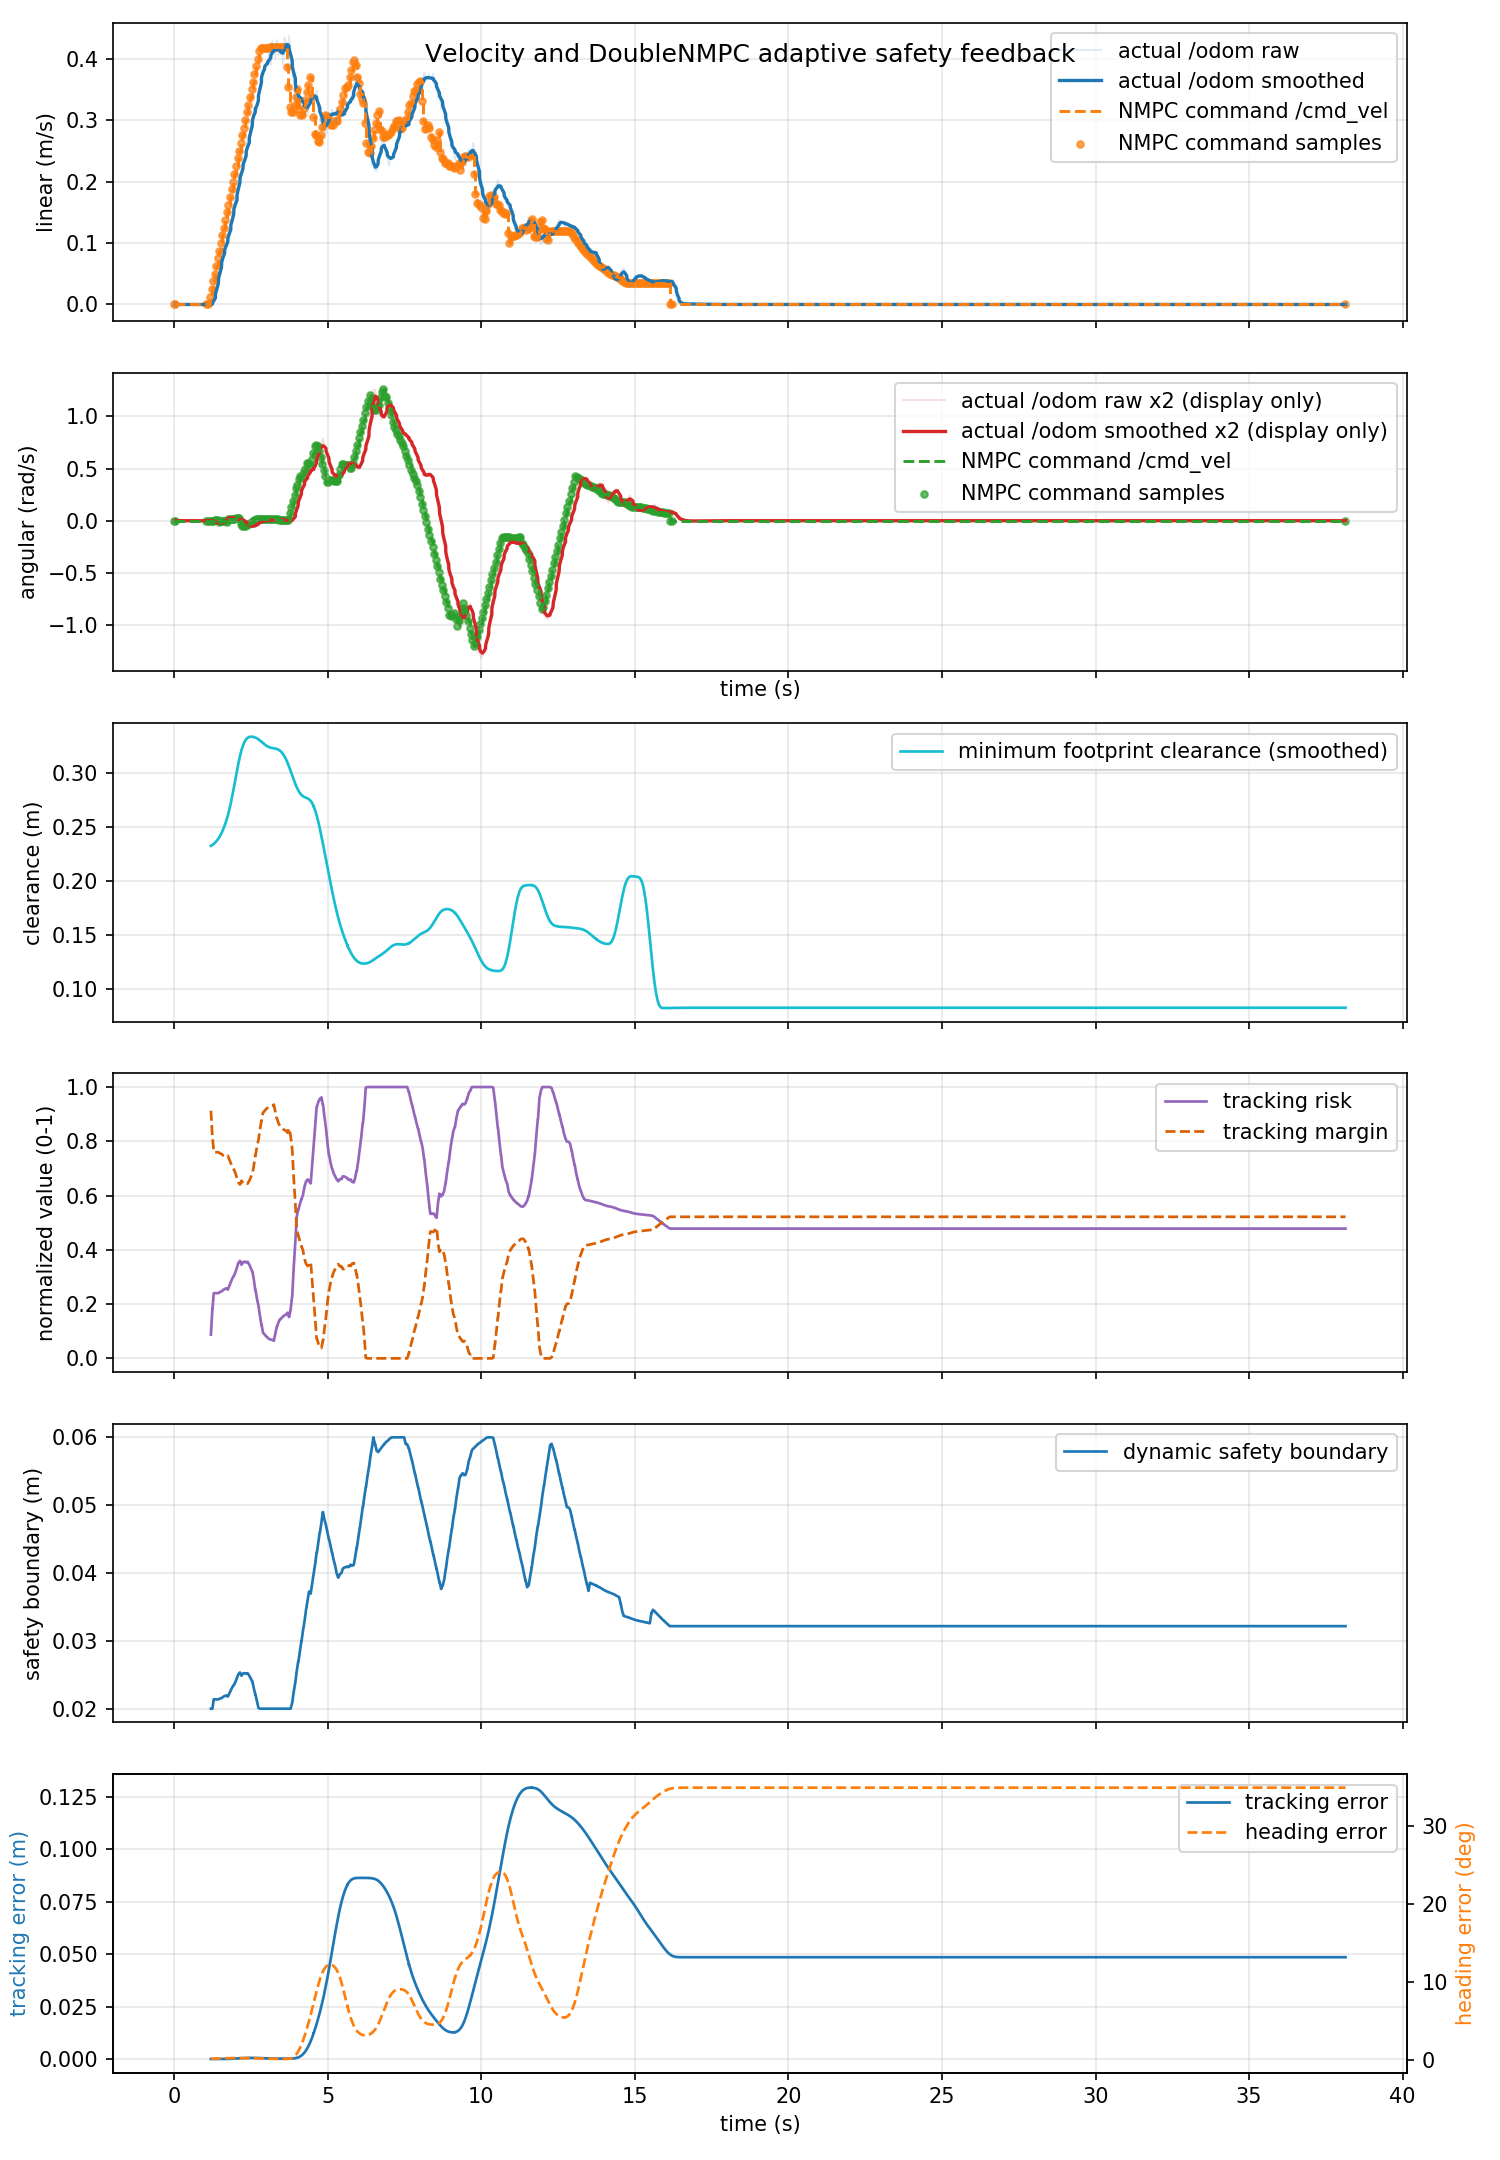 Velocity and DoubleNMPC adaptive safety feedback
linear (m/s)
0.4
0.3
0.2
0.1
0.0
actual /odom raw
actual /odom smoothed
NMPC command /cmd_vel
NMPC command samples
angular (rad/s)
1.0
0.5
0.0
−0.5
−1.0
actual /odom raw x2 (display only)
actual /odom smoothed x2 (display only)
NMPC command /cmd_vel
NMPC command samples
time (s)
clearance (m)
0.30
0.25
0.20
0.15
0.10
minimum footprint clearance (smoothed)
normalized value (0-1)
1.0
0.8
0.6
0.4
0.2
0.0
tracking risk
tracking margin
safety boundary (m)
0.06
0.05
0.04
0.03
0.02
dynamic safety boundary
tracking error (m)
0.125
0.100
0.075
0.050
0.025
0.000
tracking error
heading error
30
20
10
0
heading error (deg)
0 5 10 15 20 25 30 35 40
time (s)